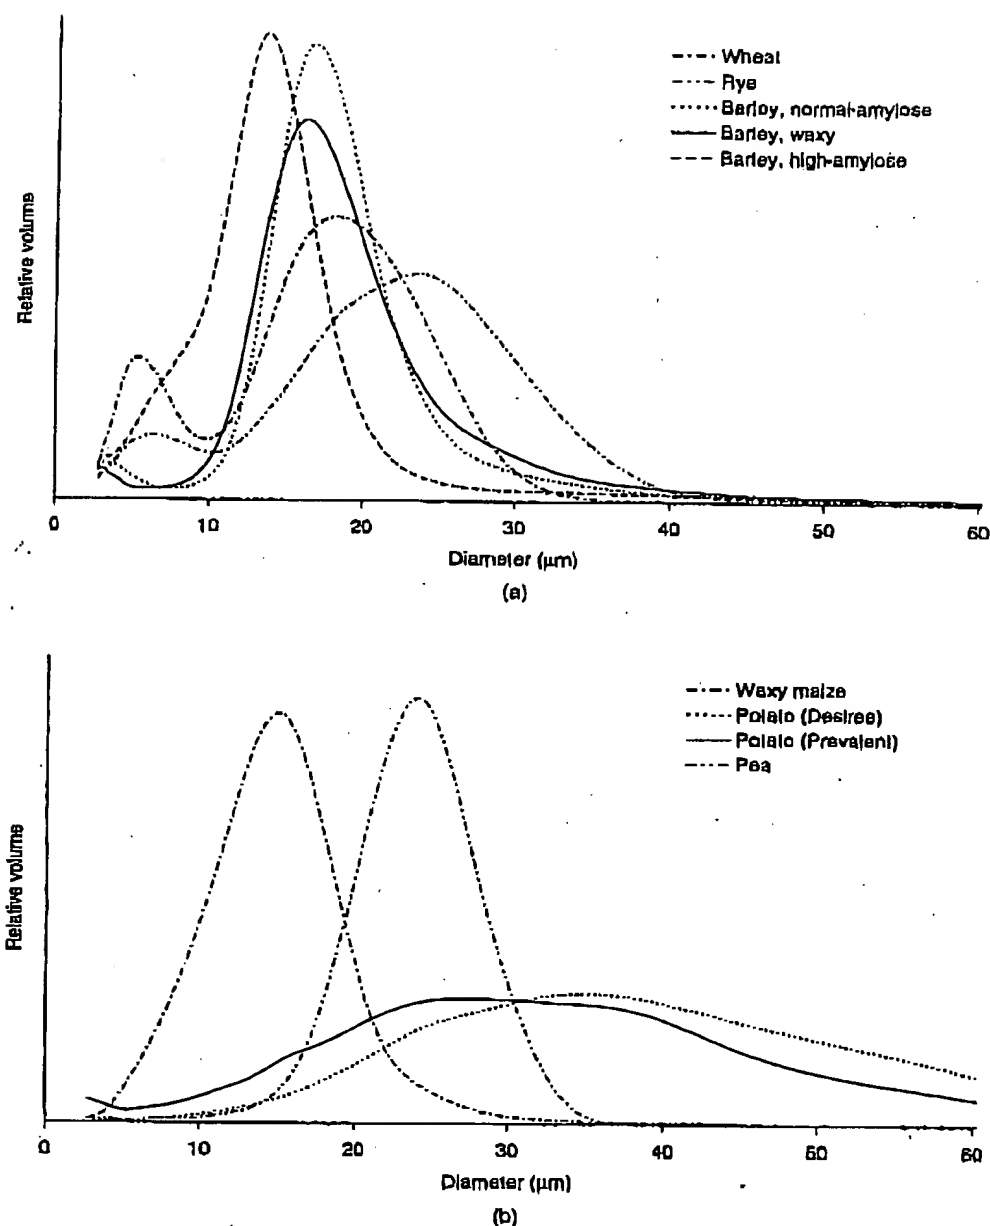 Relative volume
Wheat
Rye
Barley, normal-amylose
Barley, waxy
Barley, high-amylose
0 10 20 30 40 50 60
Diameter (μm)
(a)
Relative volume
Waxy maize
Potato (Desiree)
Potato (Prevalent)
Pea
0 10 20 30 40 50 60
Diameter (μm)
(b)